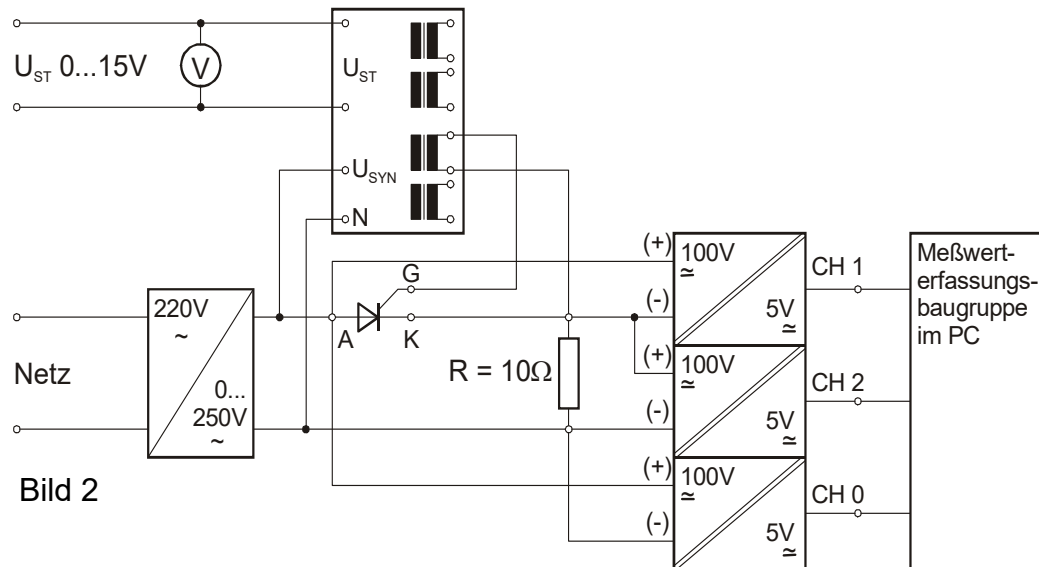 U_ST 0...15V
V
U_ST
U_SYN
N
220V
~
0...
250V
~
Netz
A
G
K
R = 10Ω
(+)
100V
≃
(-)
5V
≃
CH 1
(+)
100V
≃
(-)
5V
≃
CH 2
(+)
100V
≃
(-)
5V
≃
CH 0
Meßwert-
erfassungs-
baugruppe
im PC
Bild 2